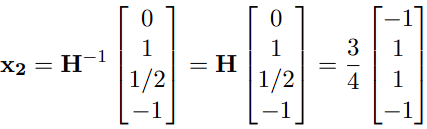 x₂ = H⁻¹ [0 1 1/2 −1] = H [0 1 1/2 −1] = 3/4 [−1 1 1 −1]